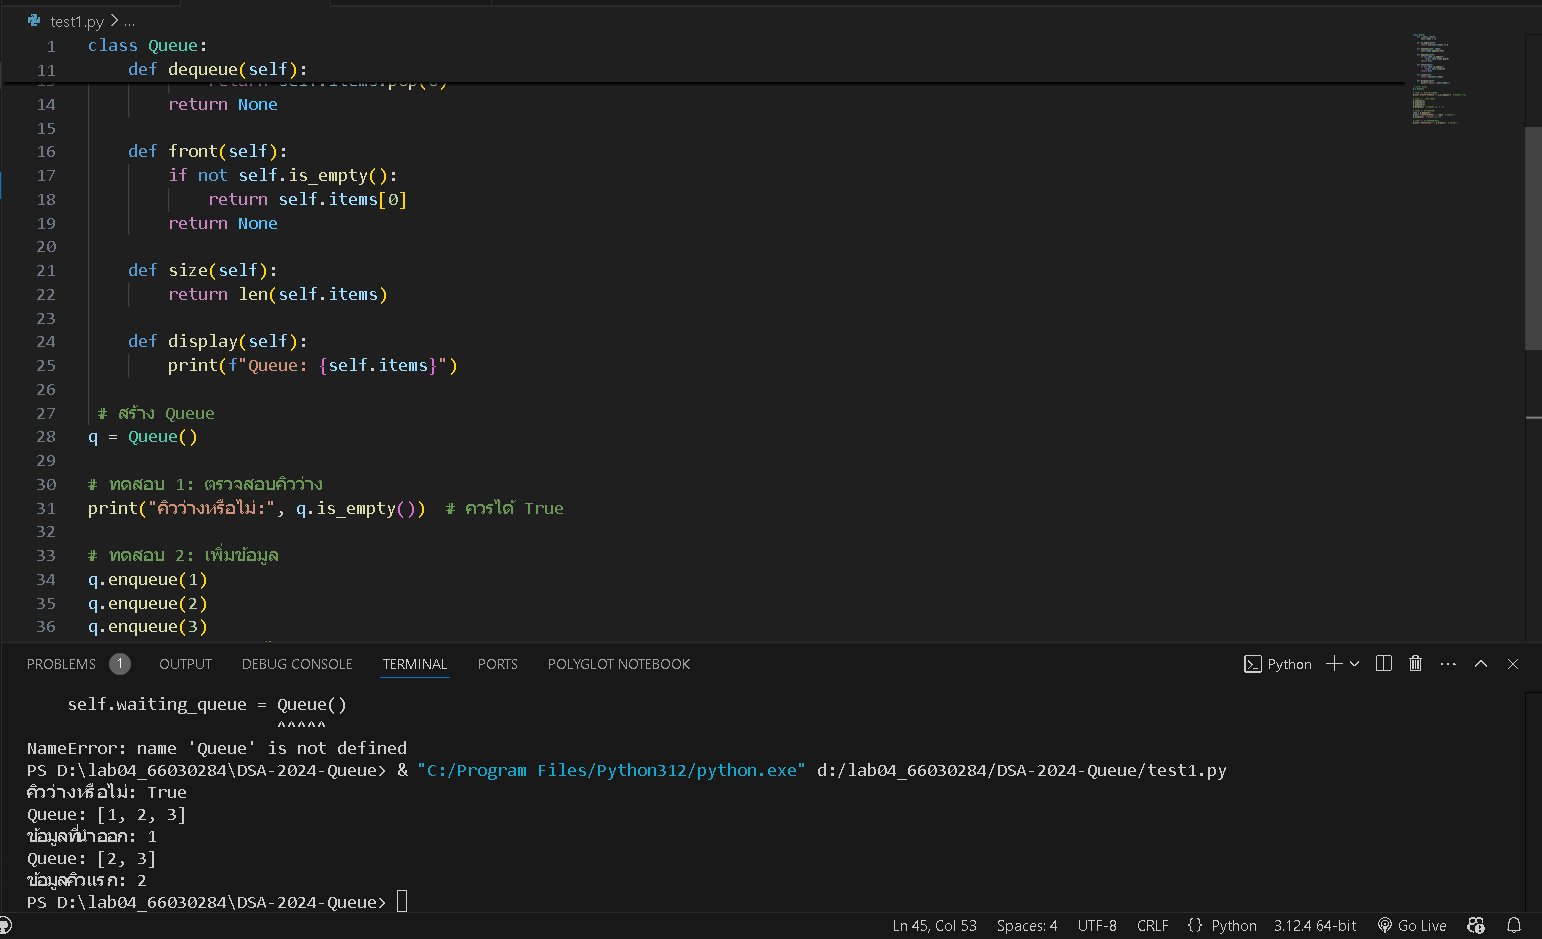 test1.py > ...
1 class Queue:
11 def dequeue(self):
return self.items.pop(0)
14 return None
15
16 def front(self):
17 if not self.is_empty():
18 return self.items[0]
19 return None
20
21 def size(self):
22 return len(self.items)
23
24 def display(self):
25 print(f"Queue: {self.items}")
26
27 # สร้าง Queue
28 q = Queue()
29
30 # ทดสอบ 1: ตรวจสอบคิวว่าง
31 print("คิวว่างหรือไม่:", q.is_empty()) # ควรได้ True
32
33 # ทดสอบ 2: เพิ่มข้อมูล
34 q.enqueue(1)
35 q.enqueue(2)
36 q.enqueue(3)
PROBLEMS 1 OUTPUT DEBUG CONSOLE TERMINAL PORTS POLYGLOT NOTEBOOK Python
self.waiting_queue = Queue()
^^^^^
NameError: name 'Queue' is not defined
PS D:\lab04_66030284\DSA-2024-Queue> & "C:/Program Files/Python312/python.exe" d:/lab04_66030284/DSA-2024-Queue/test1.py
คิวว่างหรือไม่: True
Queue: [1, 2, 3]
ข้อมูลที่นำออก: 1
Queue: [2, 3]
ข้อมูลคิวแรก: 2
PS D:\lab04_66030284\DSA-2024-Queue>
Ln 45, Col 53 Spaces: 4 UTF-8 CRLF {} Python 3.12.4 64-bit Go Live